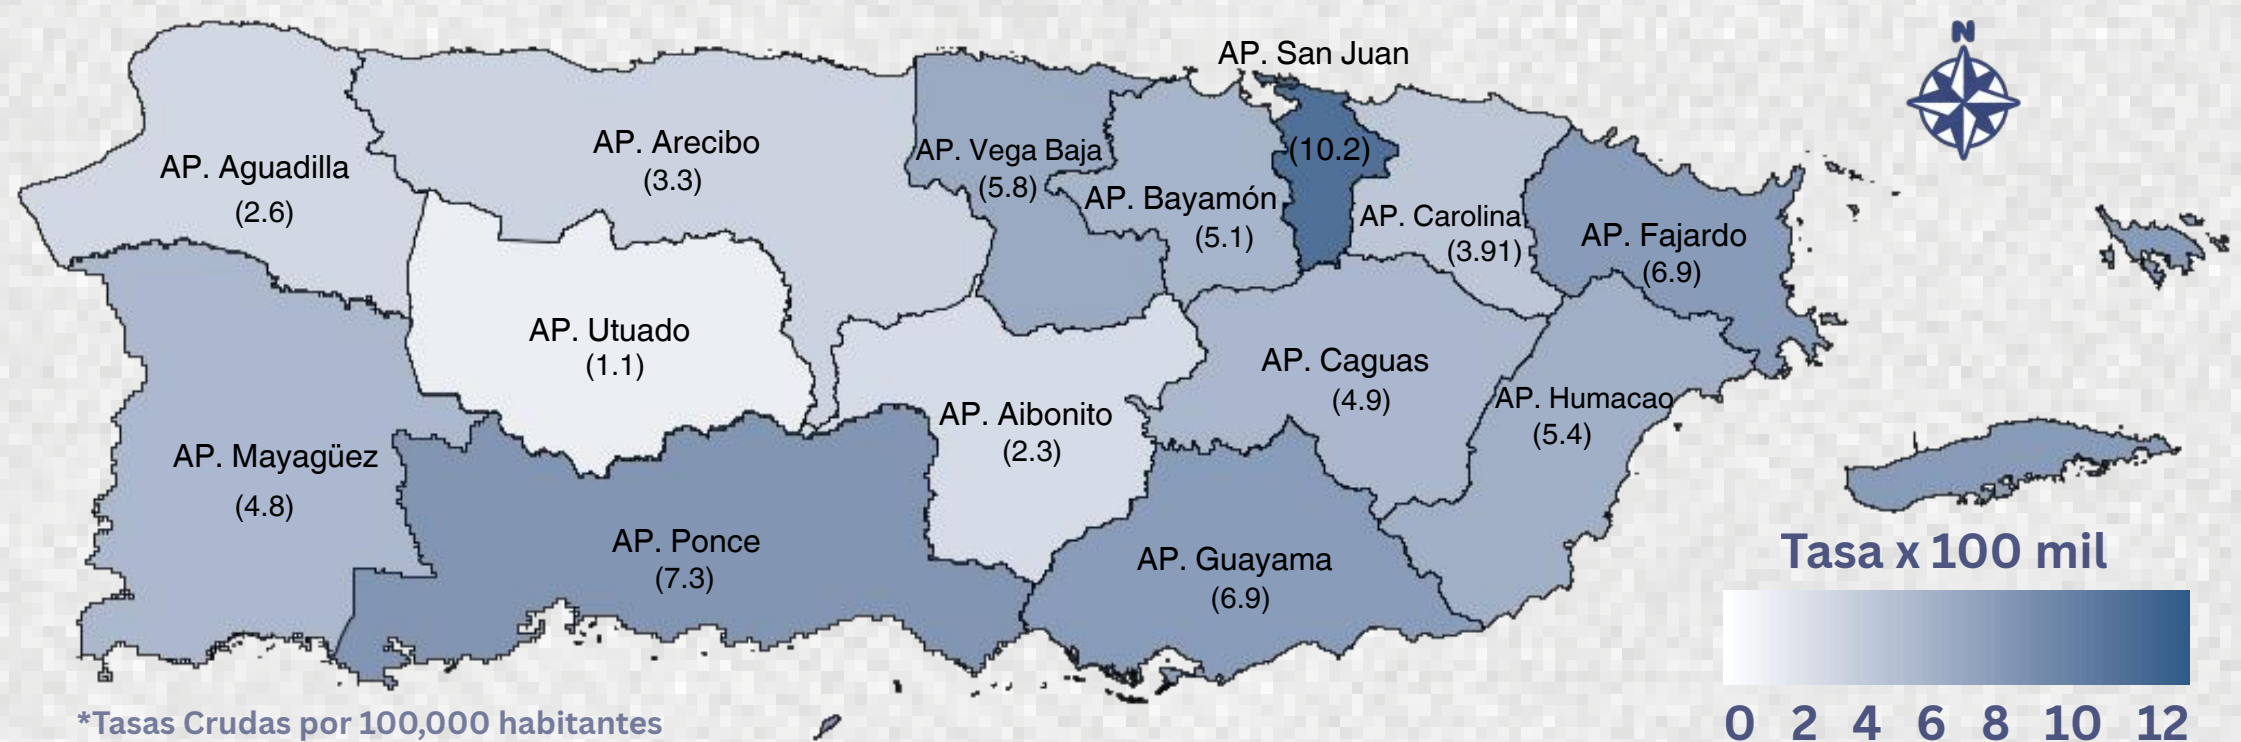 N
AP. San Juan
(10.2)
AP. Arecibo
(3.3)
AP. Vega Baja
(5.8)
AP. Aguadilla
(2.6)
AP. Bayamón
(5.1)
AP. Carolina
(3.91)
AP. Fajardo
(6.9)
AP. Utuado
(1.1)
AP. Caguas
(4.9)
AP. Humacao
(5.4)
AP. Aibonito
(2.3)
AP. Mayagüez
(4.8)
AP. Ponce
(7.3)
AP. Guayama
(6.9)
Tasa x 100 mil
0 2 4 6 8 10 12
*Tasas Crudas por 100,000 habitantes